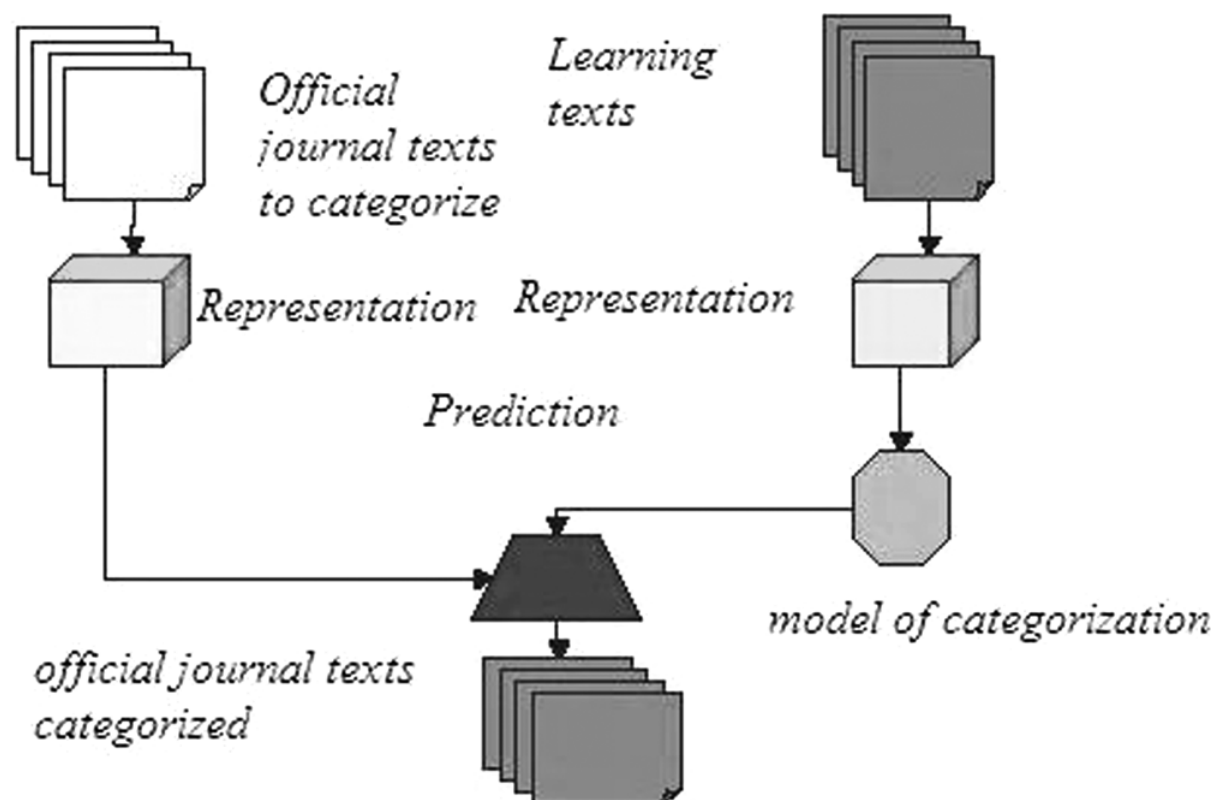 Official
journal texts
to categorize
Learning
texts
Representation
Representation
Prediction
model of categorization
official journal texts
categorized